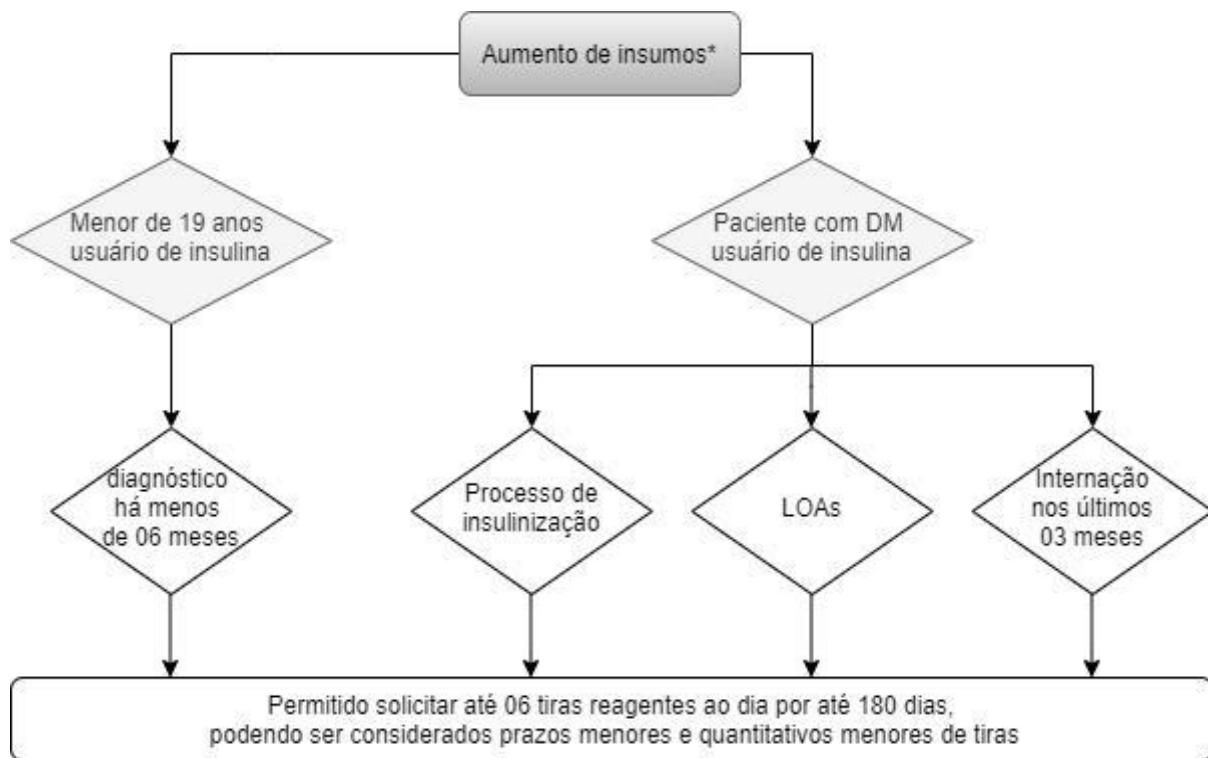 Aumento de insumos*
Menor de 19 anos
usuário de insulina
Paciente com DM
usuário de insulina
diagnóstico
há menos
de 06 meses
Processo de
insulinização
LOAs
Internação
nos últimos
03 meses
Permitido solicitar até 06 tiras reagentes ao dia por até 180 dias,
podendo ser considerados prazos menores e quantitativos menores de tiras